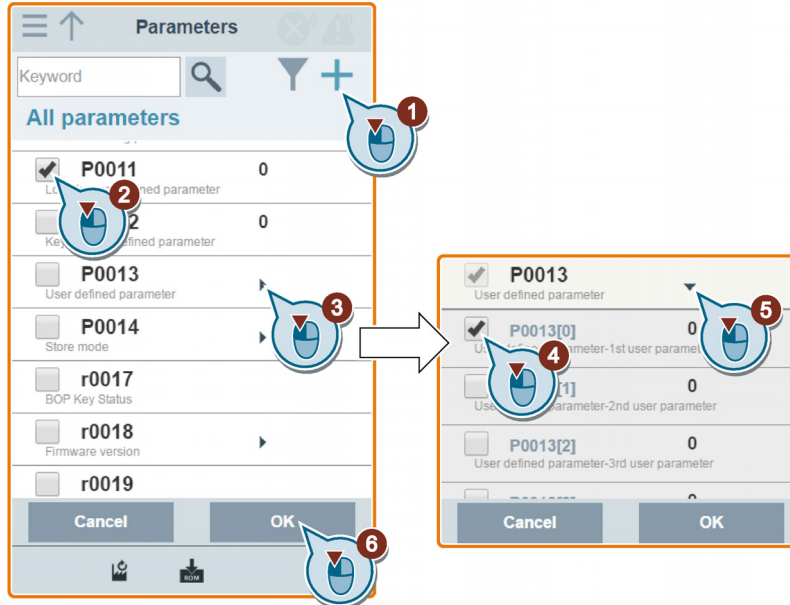 Parameters
Keyword
All parameters
1
P0011 0
ned parameter
2
2 0
Key fined parameter
P0013
User defined parameter
3
P0014
Store mode
r0017
BOP Key Status
r0018
Firmware version
r0019
Cancel OK
6
ROM
P0013
User defined parameter
5
P0013[0] 0
ameter-1st user paramet
4
[1] 0
Use parameter-2nd user parameter
P0013[2] 0
User defined parameter-3rd user parameter
Cancel OK